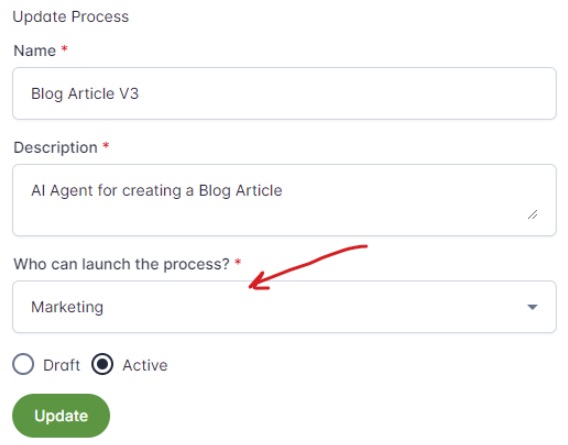 Update Process
Name *
Blog Article V3
Description *
AI Agent for creating a Blog Article
Who can launch the process? *
Marketing
Draft Active
Update